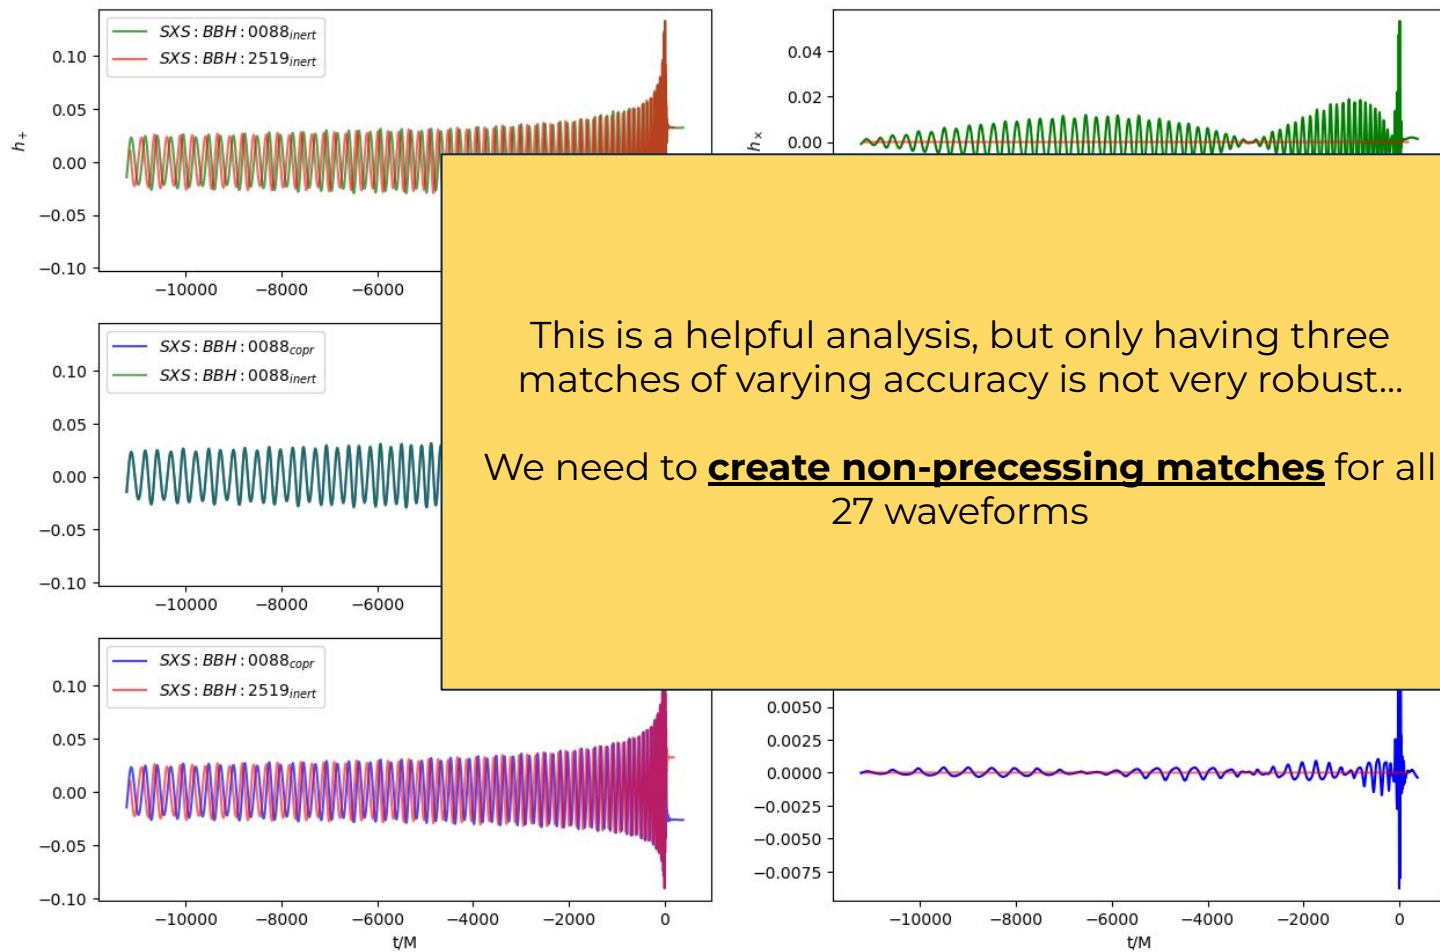 SXS : BBH : 0088inert
SXS : BBH : 2519inert
0.10
0.05
0.00
−0.05
−0.10
h+
−10000 −8000 −6000
0.04
0.02
0.00
h×
SXS : BBH : 0088copr
SXS : BBH : 0088inert
0.10
0.05
0.00
−0.05
−0.10
−10000 −8000 −6000
This is a helpful analysis, but only having three
matches of varying accuracy is not very robust...
We need to create non-precessing matches for all
27 waveforms
SXS : BBH : 0088copr
SXS : BBH : 2519inert
0.10
0.05
0.00
−0.05
−0.10
−10000 −8000 −6000 −4000 −2000 0
t/M
0.0050
0.0025
0.0000
−0.0025
−0.0050
−0.0075
−10000 −8000 −6000 −4000 −2000 0
t/M